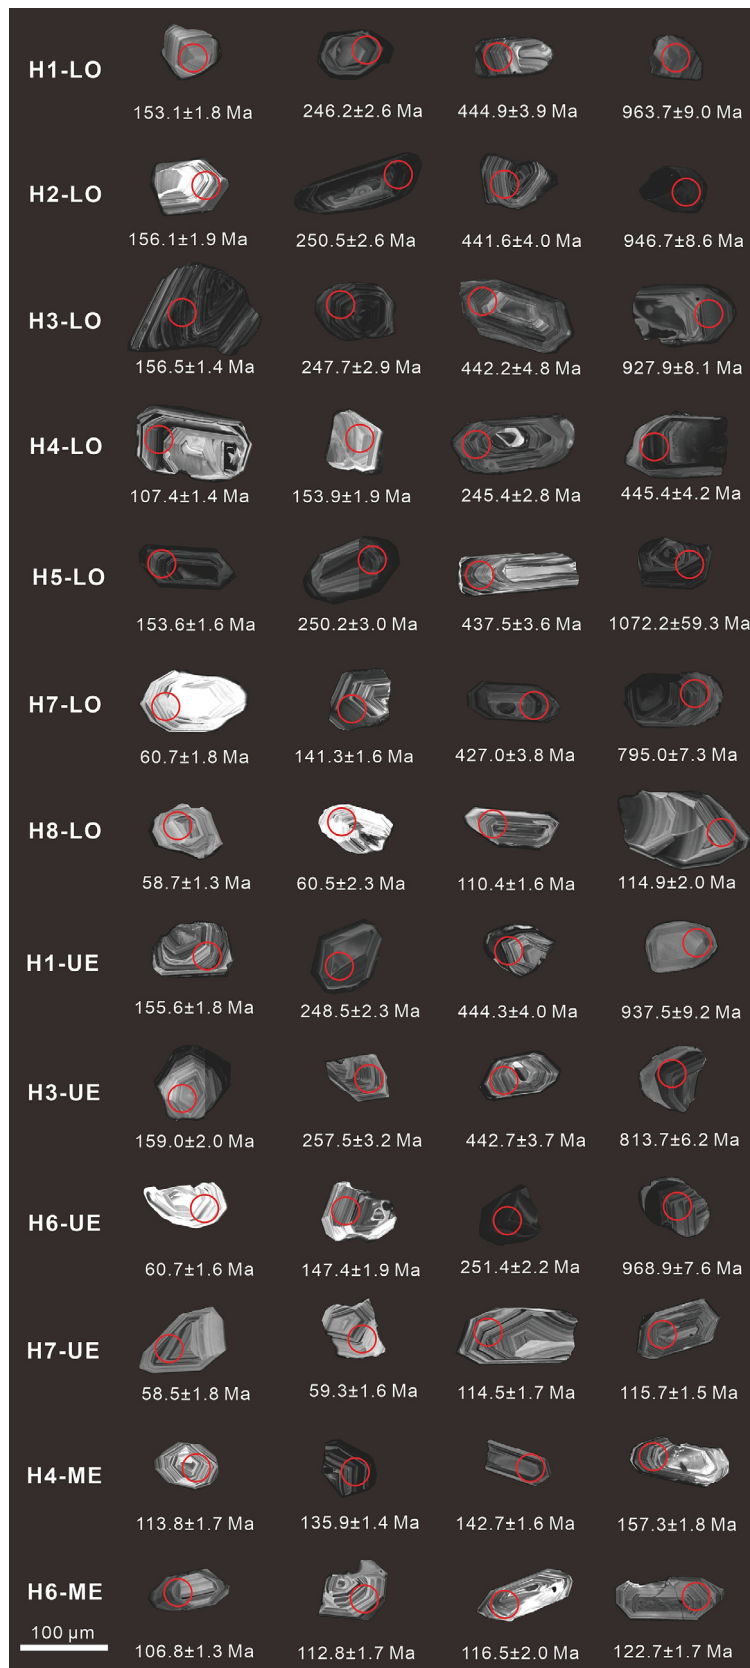 H1-LO
153.1±1.8 Ma 246.2±2.6 Ma 444.9±3.9 Ma 963.7±9.0 Ma
H2-LO
156.1±1.9 Ma 250.5±2.6 Ma 441.6±4.0 Ma 946.7±8.6 Ma
H3-LO
156.5±1.4 Ma 247.7±2.9 Ma 442.2±4.8 Ma 927.9±8.1 Ma
H4-LO
107.4±1.4 Ma 153.9±1.9 Ma 245.4±2.8 Ma 445.4±4.2 Ma
H5-LO
153.6±1.6 Ma 250.2±3.0 Ma 437.5±3.6 Ma 1072.2±59.3 Ma
H7-LO
60.7±1.8 Ma 141.3±1.6 Ma 427.0±3.8 Ma 795.0±7.3 Ma
H8-LO
58.7±1.3 Ma 60.5±2.3 Ma 110.4±1.6 Ma 114.9±2.0 Ma
H1-UE
155.6±1.8 Ma 248.5±2.3 Ma 444.3±4.0 Ma 937.5±9.2 Ma
H3-UE
159.0±2.0 Ma 257.5±3.2 Ma 442.7±3.7 Ma 813.7±6.2 Ma
H6-UE
60.7±1.6 Ma 147.4±1.9 Ma 251.4±2.2 Ma 968.9±7.6 Ma
H7-UE
58.5±1.8 Ma 59.3±1.6 Ma 114.5±1.7 Ma 115.7±1.5 Ma
H4-ME
113.8±1.7 Ma 135.9±1.4 Ma 142.7±1.6 Ma 157.3±1.8 Ma
H6-ME
100 µm
106.8±1.3 Ma 112.8±1.7 Ma 116.5±2.0 Ma 122.7±1.7 Ma